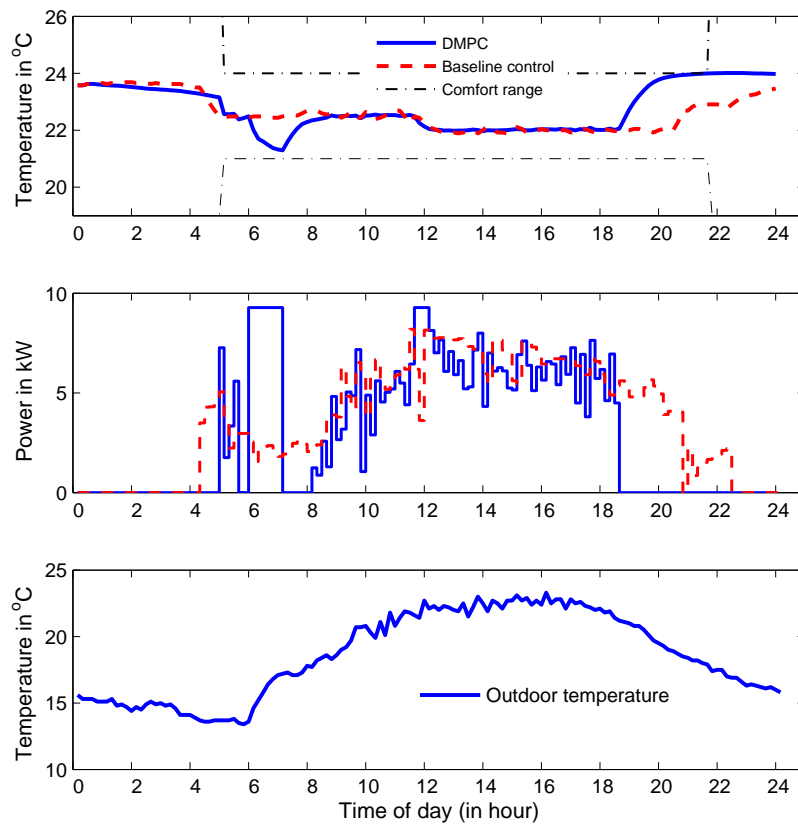 Temperature in °C
26
24
22
20
DMPC
Baseline control
Comfort range
0 2 4 6 8 10 12 14 16 18 20 22 24
Power in kW
10
5
0
0 2 4 6 8 10 12 14 16 18 20 22 24
Temperature in °C
25
20
15
10
Outdoor temperature
0 2 4 6 8 10 12 14 16 18 20 22 24
Time of day (in hour)